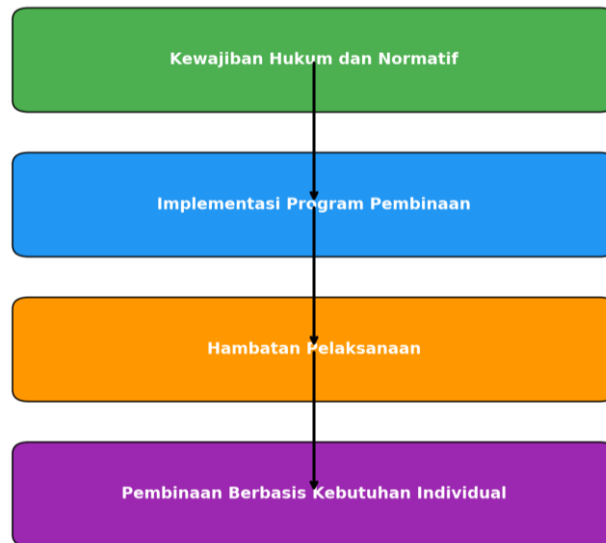 Kewajiban Hukum dan Normatif
Implementasi Program Pembinaan
Hambatan Pelaksanaan
Pembinaan Berbasis Kebutuhan Individual